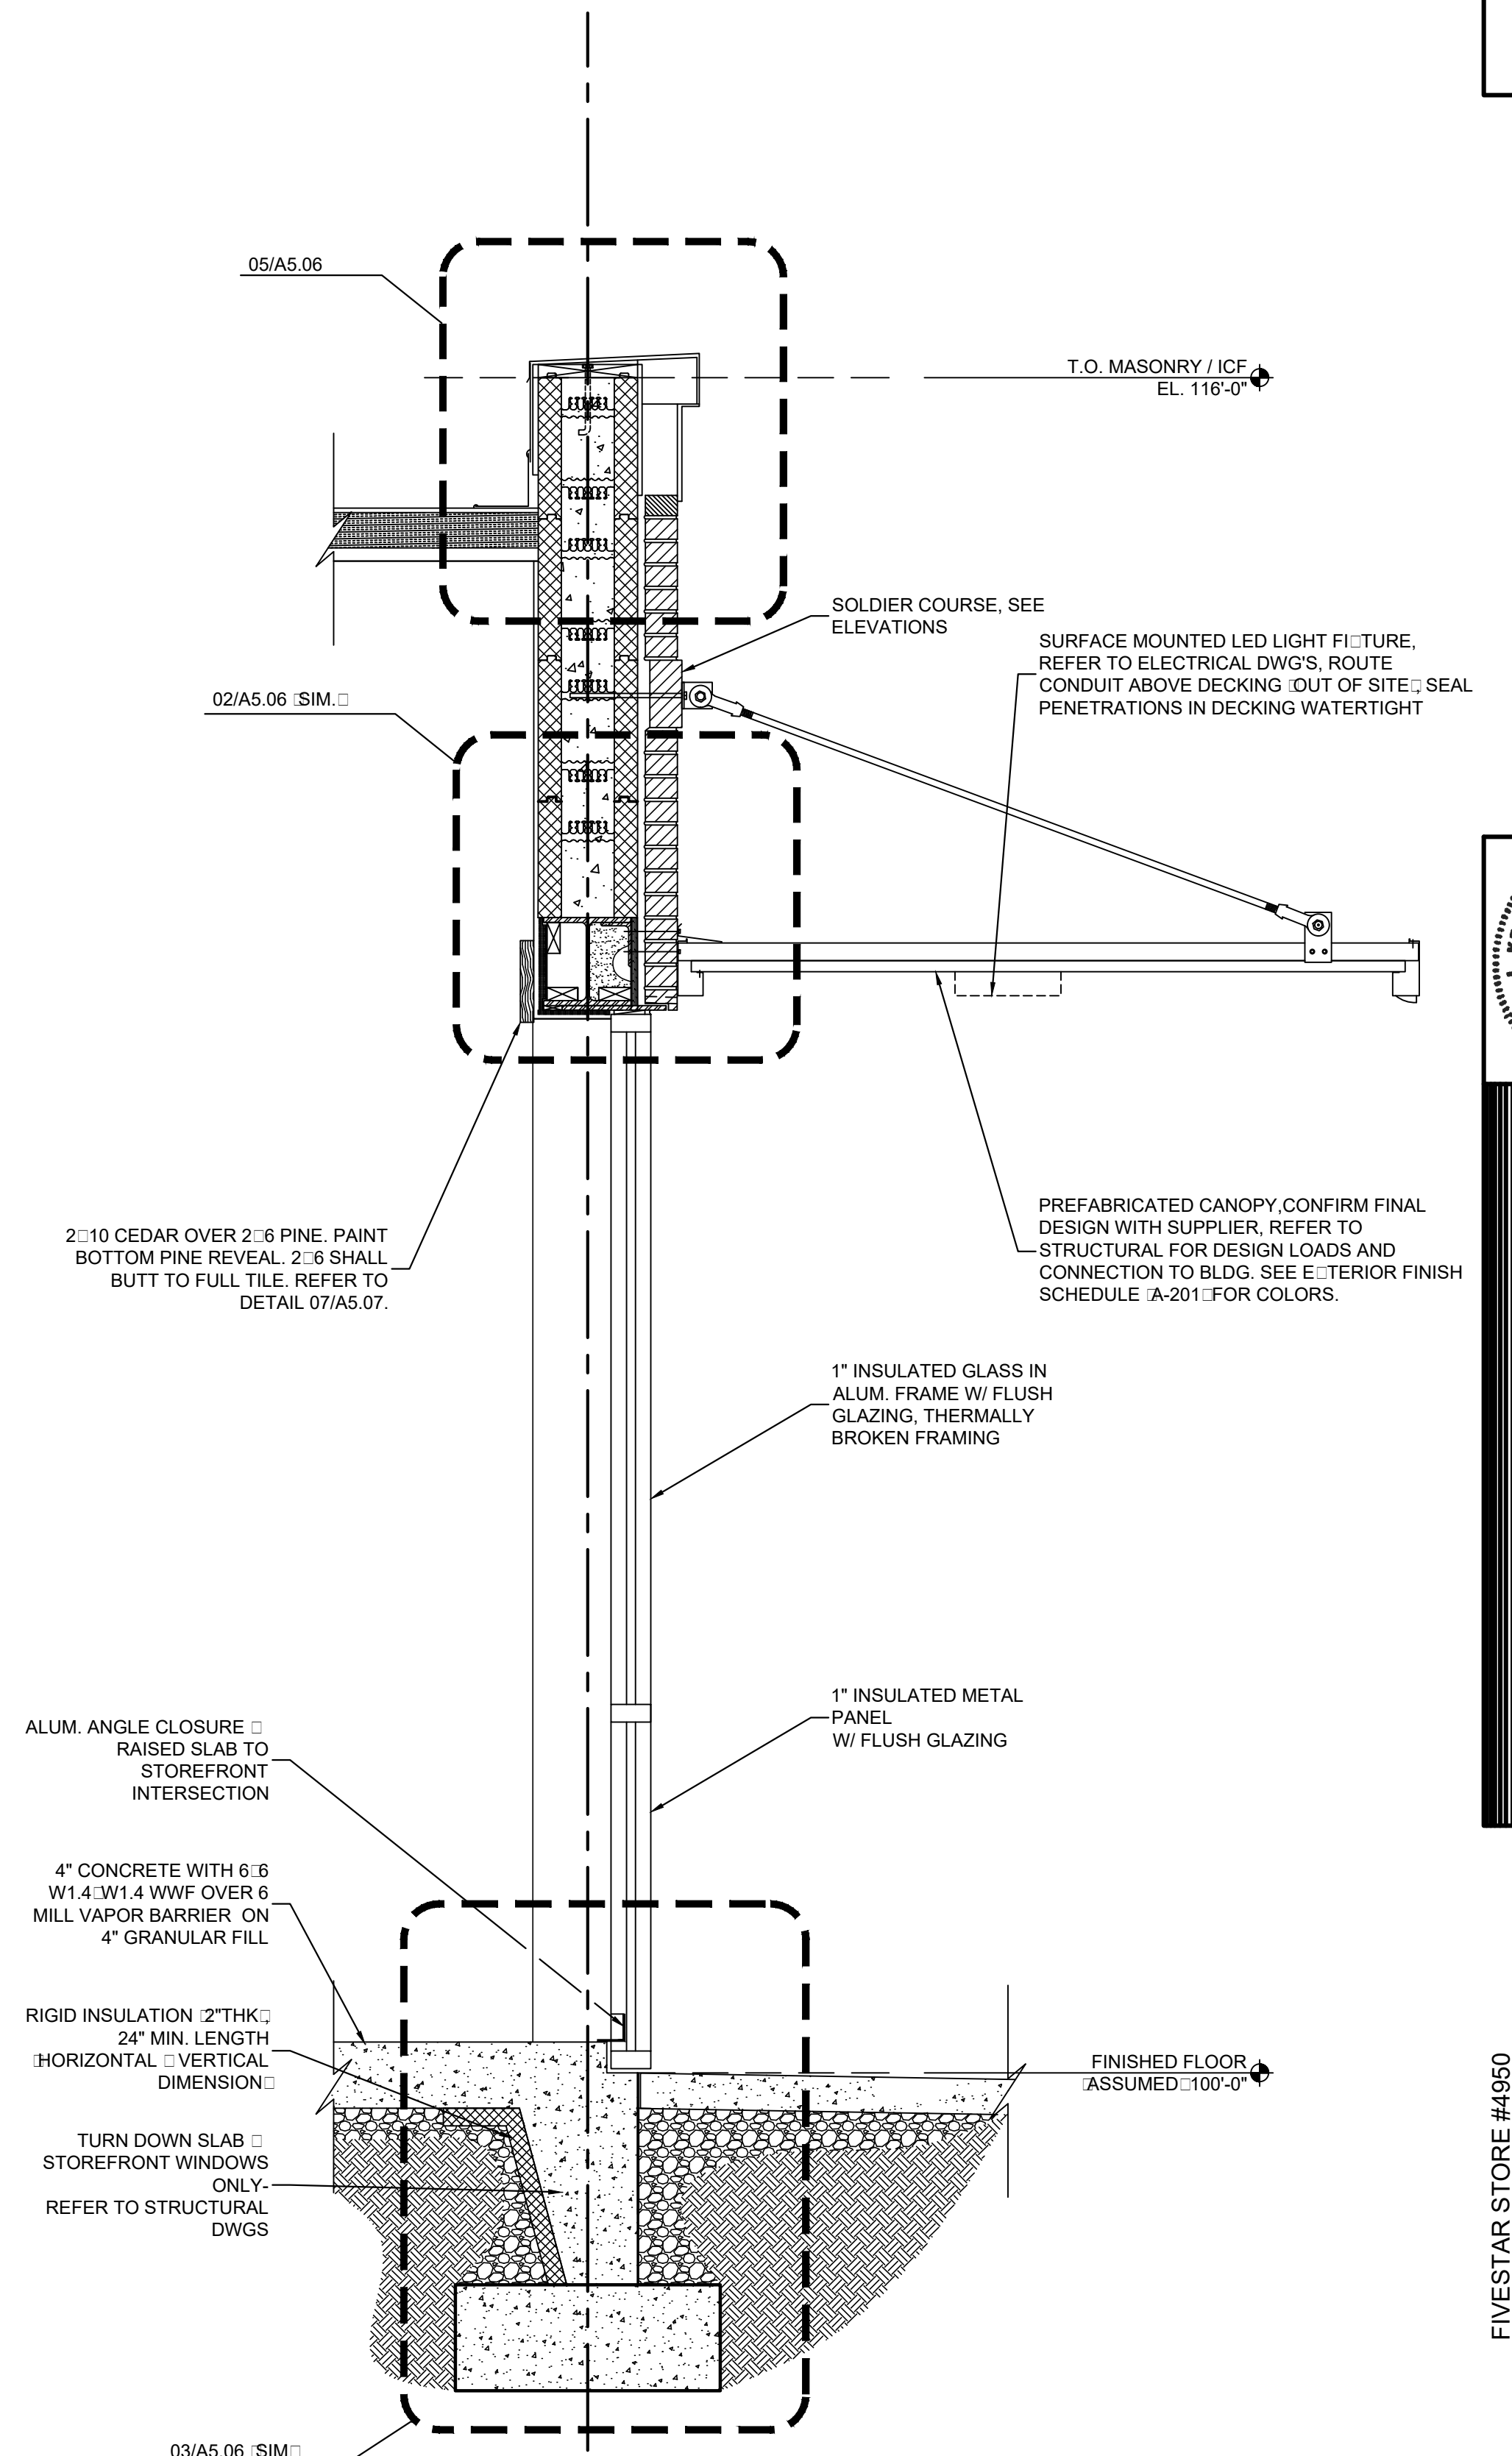 05/A5.06
T.O. MASONRY / ICF
EL. 116'-0"
SOLDIER COURSE, SEE
ELEVATIONS
SURFACE MOUNTED LED LIGHT FI□TURE,
REFER TO ELECTRICAL DWG'S, ROUTE
CONDUIT ABOVE DECKING □OUT OF SITE□, SEAL
PENETRATIONS IN DECKING WATERTIGHT
02/A5.06 □SIM.□
2□10 CEDAR OVER 2□6 PINE. PAINT
BOTTOM PINE REVEAL. 2□6 SHALL
BUTT TO FULL TILE. REFER TO
DETAIL 07/A5.07.
PREFABRICATED CANOPY,CONFIRM FINAL
DESIGN WITH SUPPLIER, REFER TO
STRUCTURAL FOR DESIGN LOADS AND
CONNECTION TO BLDG. SEE E□TERIOR FINISH
SCHEDULE □A-201□ FOR COLORS.
1" INSULATED GLASS IN
ALUM. FRAME W/ FLUSH
GLAZING, THERMALLY
BROKEN FRAMING
1" INSULATED METAL
PANEL
W/ FLUSH GLAZING
ALUM. ANGLE CLOSURE □
RAISED SLAB TO
STOREFRONT
INTERSECTION
4" CONCRETE WITH 6□6
W1.4□W1.4 WWF OVER 6
MILL VAPOR BARRIER ON
4" GRANULAR FILL
RIGID INSULATION □2"THK□,
24" MIN. LENGTH
□HORIZONTAL □ VERTICAL
DIMENSION□
TURN DOWN SLAB □
STOREFRONT WINDOWS
ONLY-
REFER TO STRUCTURAL
DWGS
FINISHED FLOOR
□ASSUMED□ 100'-0"
03/A5.06 □SIM□
FIVESTAR STORE #4950